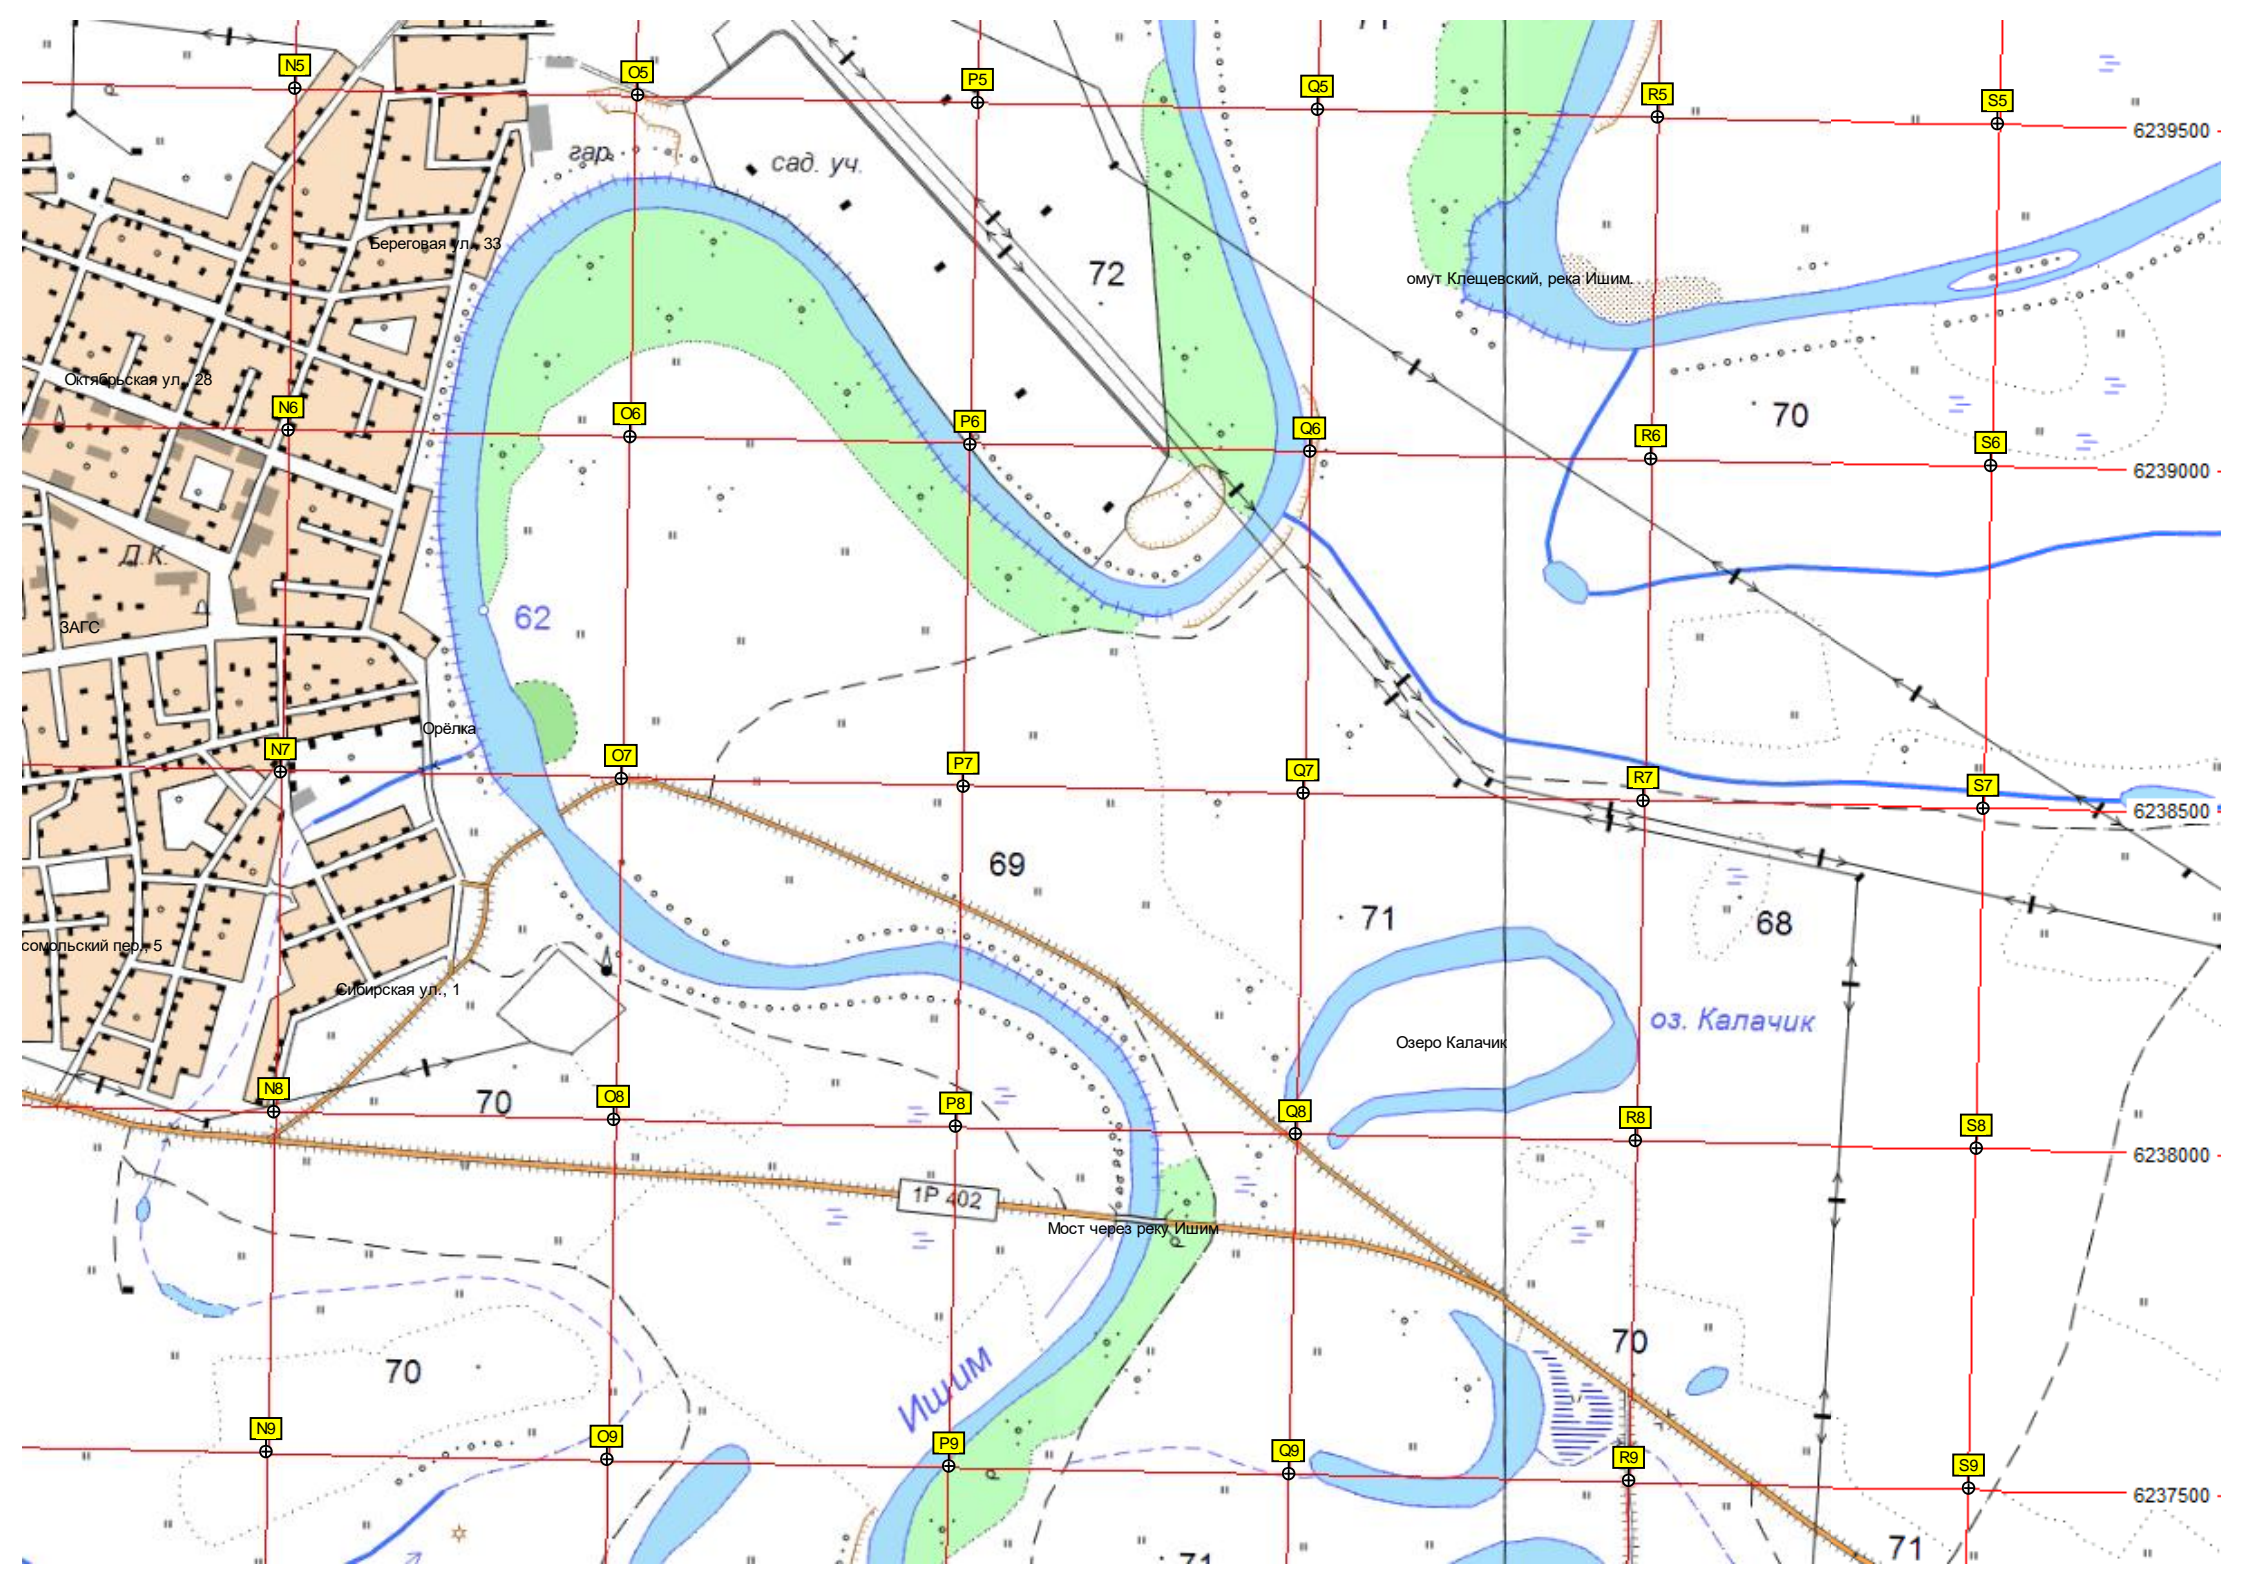 71
N5
O5
P5
Q5
R5
S5
6239500
гар.
сад. уч.
Береговая ул., 33
72
омут Клещевский, река Ишим
Октябрьская ул., 28
N6
O6
P6
Q6
70
R6
S6
6239000
Д.К.
62
ЗАГС
Орёлка
N7
O7
P7
Q7
R7
S7
6238500
69
71
68
сомольский пер., 5
Сибирская ул., 1
оз. Калачик
Озеро Калачик
N8
70
O8
P8
Q8
R8
S8
6238000
1Р 402
Мост через реку Ишим
70
70
Ишим
N9
O9
P9
Q9
R9
S9
6237500
71
71